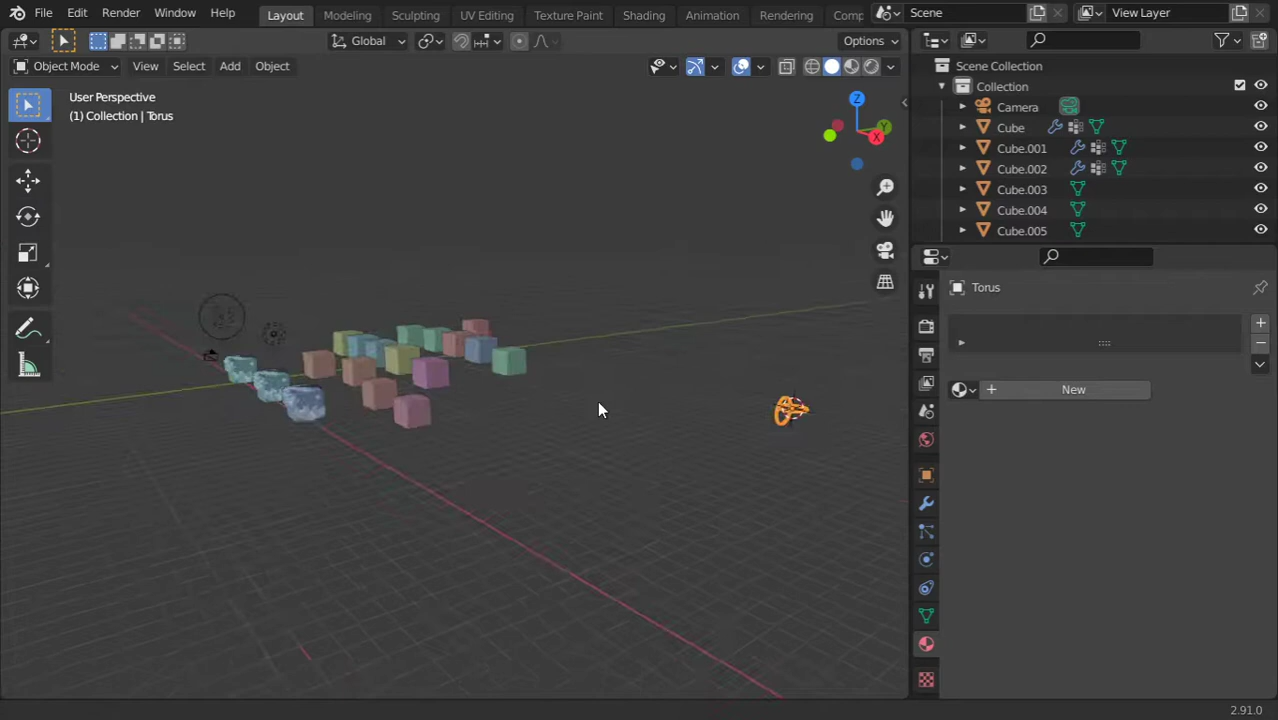 File Edit Render Window Help Layout Modeling Sculpting UV Editing Texture Paint Shading Animation Rendering Comp Scene View Layer
Global Options
Object Mode View Select Add Object
User Perspective
(1) Collection | Torus
Z
Y
X
Scene Collection
Collection
Camera
Cube
Cube.001
Cube.002
Cube.003
Cube.004
Cube.005
Torus
New
2.91.0